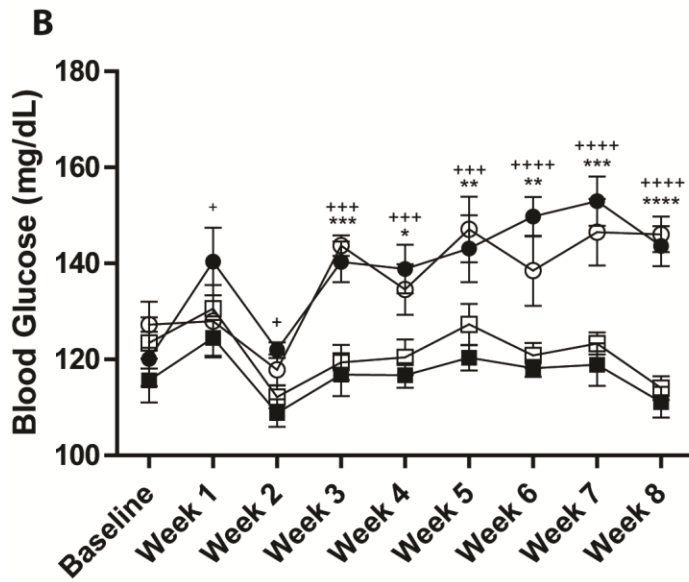 B
Blood Glucose (mg/dL)
180
160
140
120
100
+
+
+++
***
+++
*
+++
**
++++
**
++++
***
++++
****
Baseline
Week 1
Week 2
Week 3
Week 4
Week 5
Week 6
Week 7
Week 8